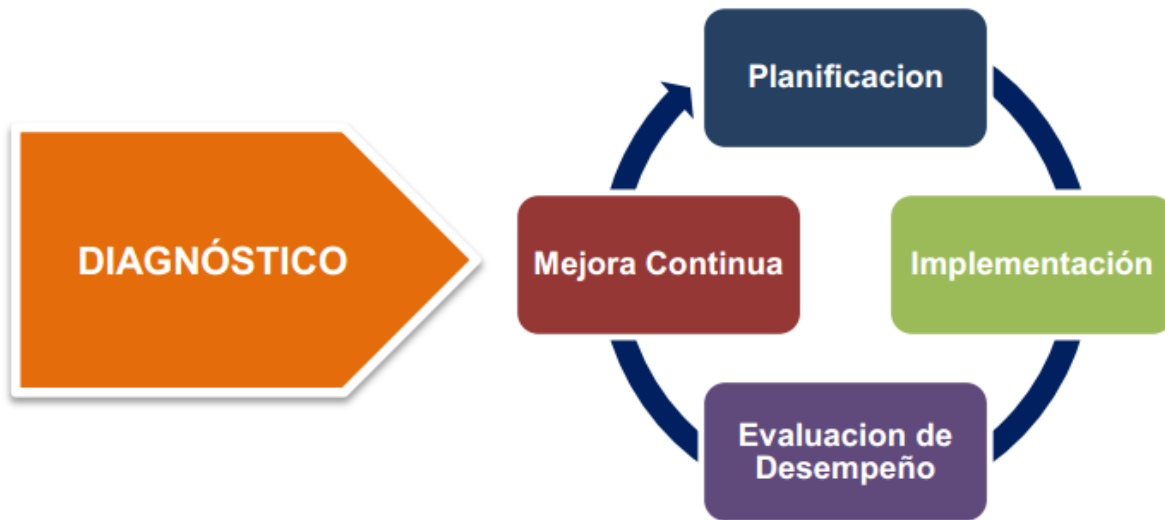 DIAGNÓSTICO
Planificacion
Implementación
Evaluacion de
Desempeño
Mejora Continua